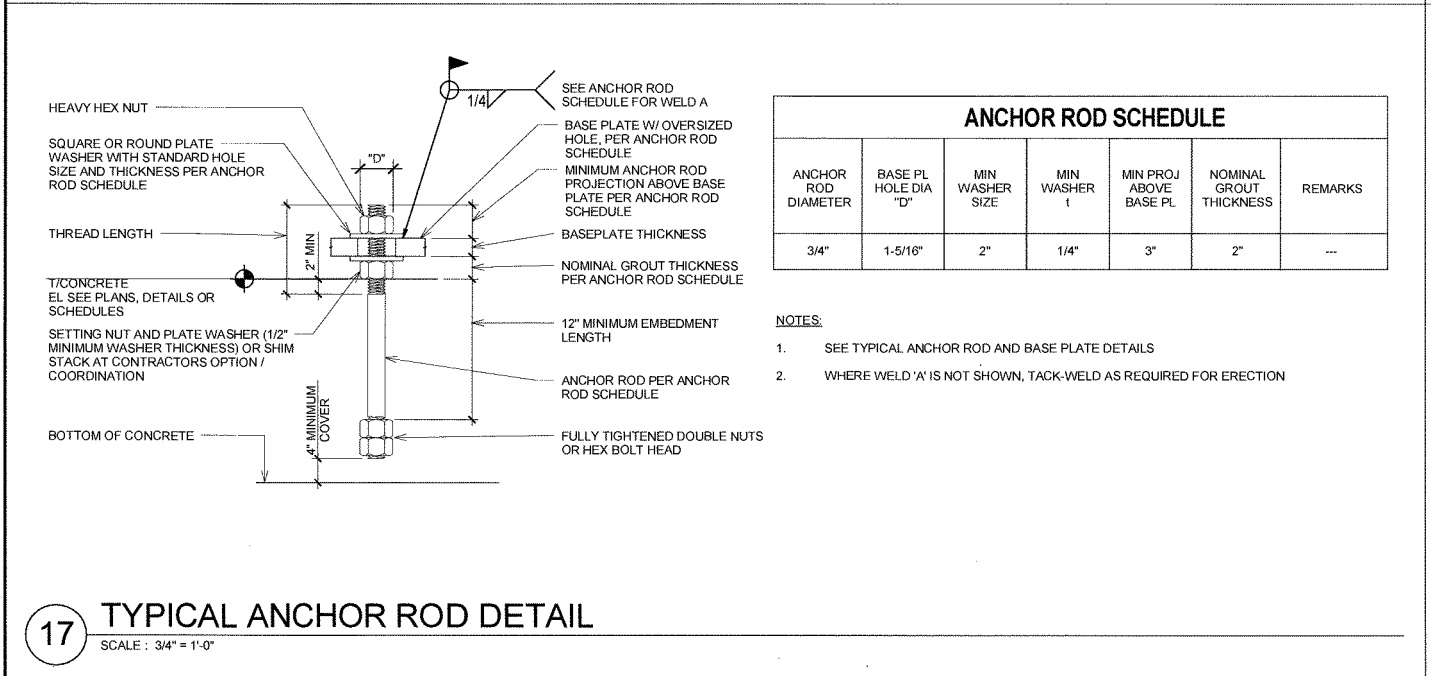 HEAVY HEX NUT
SQUARE OR ROUND PLATE
WASHER WITH STANDARD HOLE
SIZE AND THICKNESS PER ANCHOR
ROD SCHEDULE
THREAD LENGTH
T/CONCRETE
EL SEE PLANS, DETAILS OR
SCHEDULES
SETTING NUT AND PLATE WASHER (1/2"
MINIMUM WASHER THICKNESS) OR SHIM
STACK AT CONTRACTORS OPTION /
COORDINATION
BOTTOM OF CONCRETE
"D"
2" MIN
4" MINIMUM
COVER
1/4
SEE ANCHOR ROD
SCHEDULE FOR WELD A
BASE PLATE W/ OVERSIZED
HOLE, PER ANCHOR ROD
SCHEDULE
MINIMUM ANCHOR ROD
PROJECTION ABOVE BASE
PLATE PER ANCHOR ROD
SCHEDULE
BASEPLATE THICKNESS
NOMINAL GROUT THICKNESS
PER ANCHOR ROD SCHEDULE
12" MINIMUM EMBEDMENT
LENGTH
ANCHOR ROD PER ANCHOR
ROD SCHEDULE
FULLY TIGHTENED DOUBLE NUTS
OR HEX BOLT HEAD
ANCHOR ROD SCHEDULE
ANCHOR
ROD
DIAMETER
BASE PL
HOLE DIA
"D"
MIN
WASHER
SIZE
MIN
WASHER
t
MIN PROJ
ABOVE
BASE PL
NOMINAL
GROUT
THICKNESS
REMARKS
3/4" 1-5/16" 2" 1/4" 3" 2" ---
NOTES:
1. SEE TYPICAL ANCHOR ROD AND BASE PLATE DETAILS
2. WHERE WELD 'A' IS NOT SHOWN, TACK-WELD AS REQUIRED FOR ERECTION
17 TYPICAL ANCHOR ROD DETAIL
SCALE : 3/4" = 1'-0"